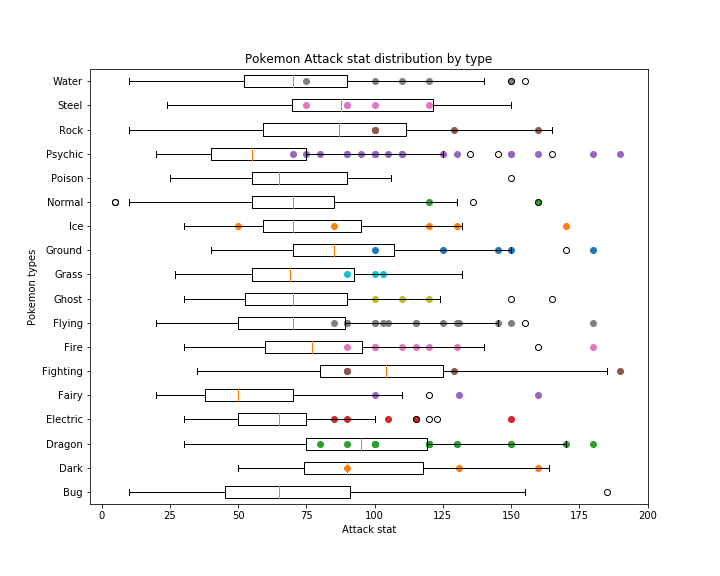 Pokemon Attack stat distribution by type
Water
Steel
Rock
Psychic
Poison
Normal
Ice
Ground
Grass
Ghost
Flying
Fire
Fighting
Fairy
Electric
Dragon
Dark
Bug
Pokemon types
0 25 50 75 100 125 150 175 200
Attack stat